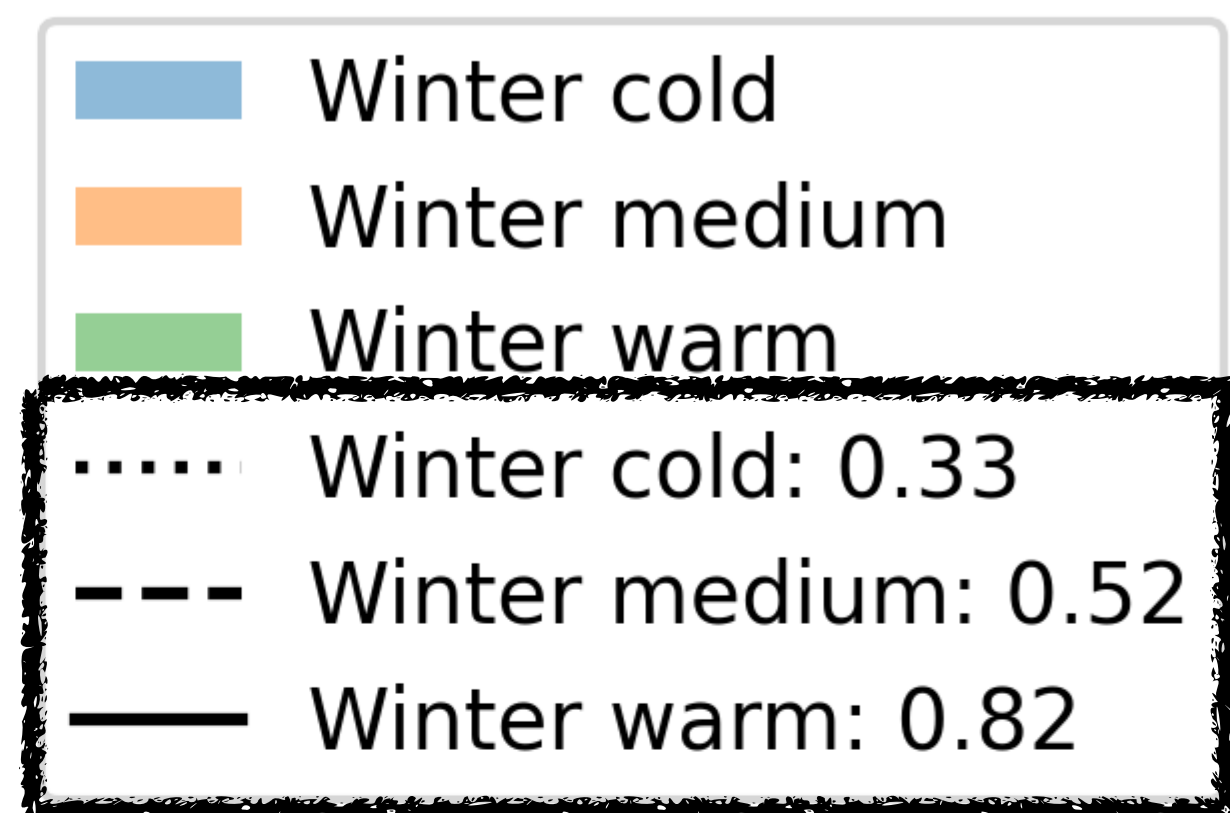 Winter cold
Winter medium
Winter warm
Winter cold: 0.33
Winter medium: 0.52
Winter warm: 0.82